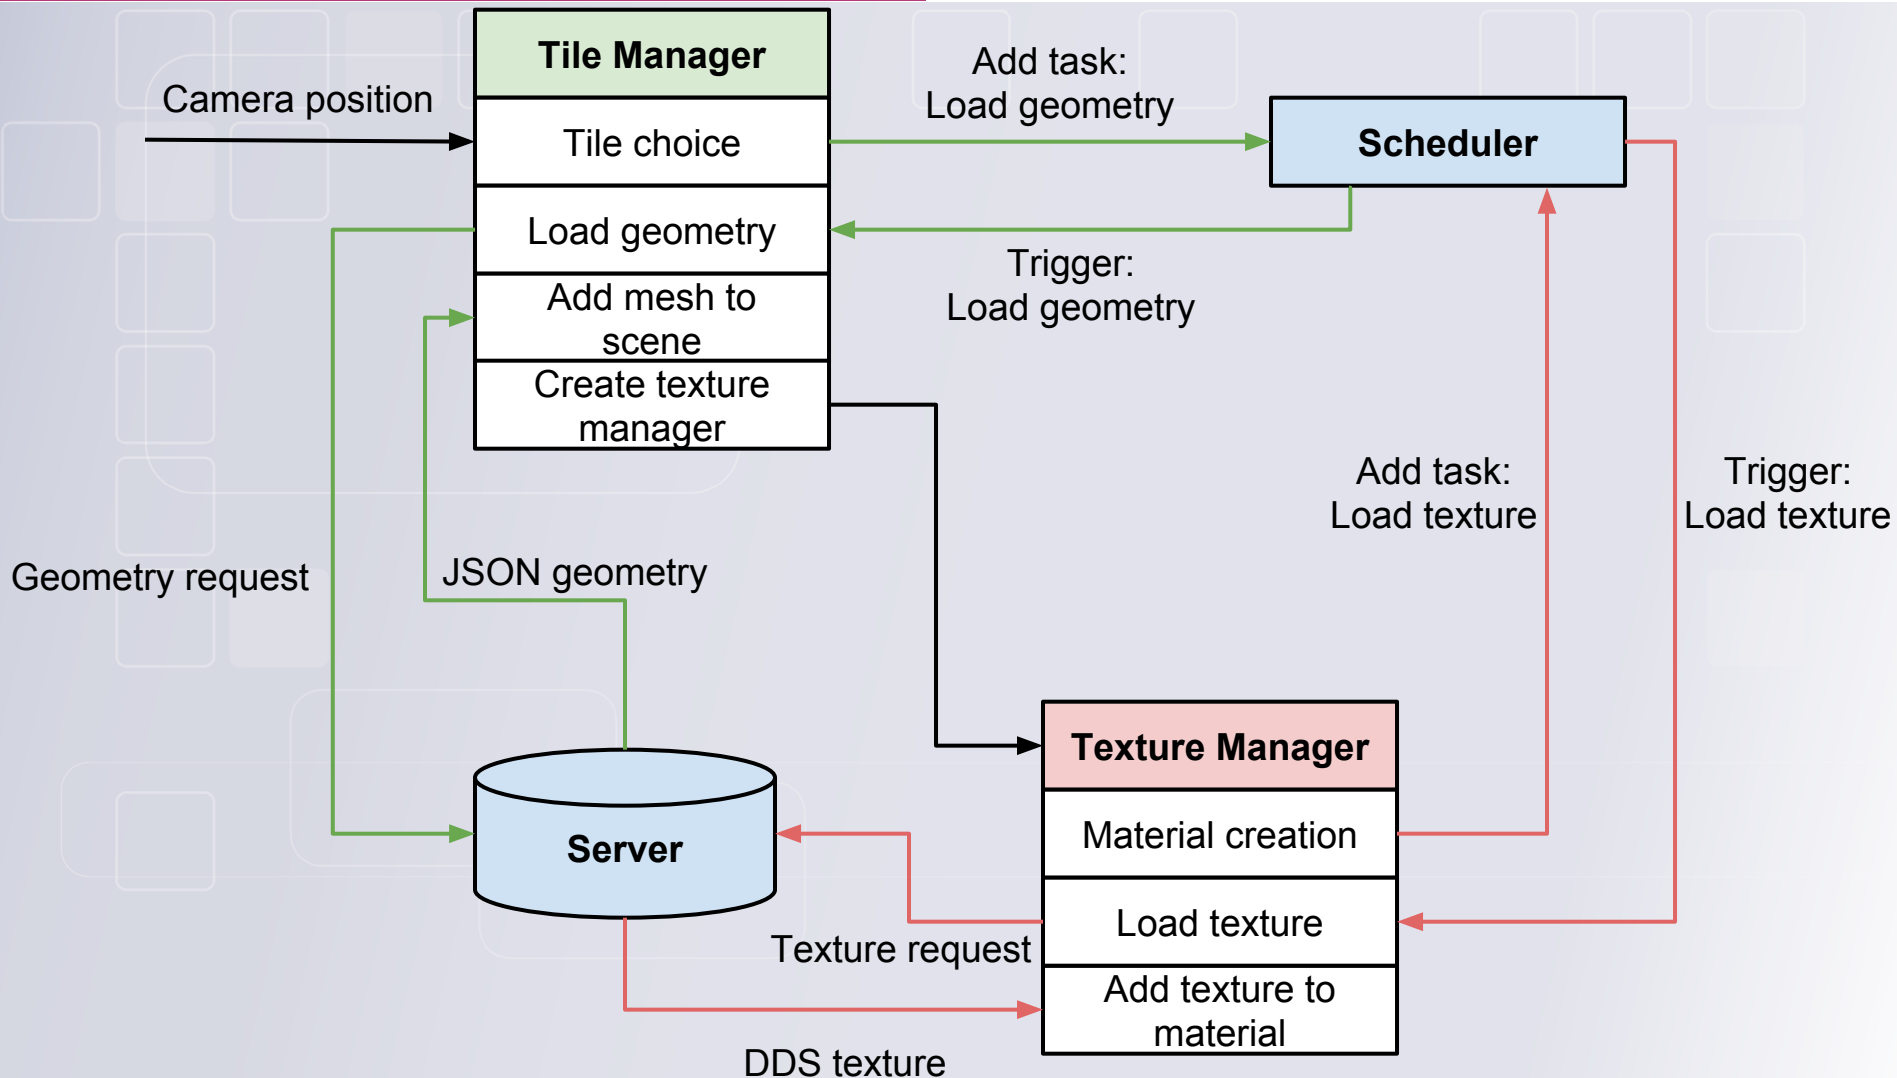 Tile Manager
Camera position
Tile choice
Load geometry
Add mesh to
scene
Create texture
manager
Add task:
Load geometry
Scheduler
Trigger:
Load geometry
Add task:
Load texture
Trigger:
Load texture
Geometry request
JSON geometry
Server
Texture Manager
Material creation
Load texture
Add texture to
material
Texture request
DDS texture